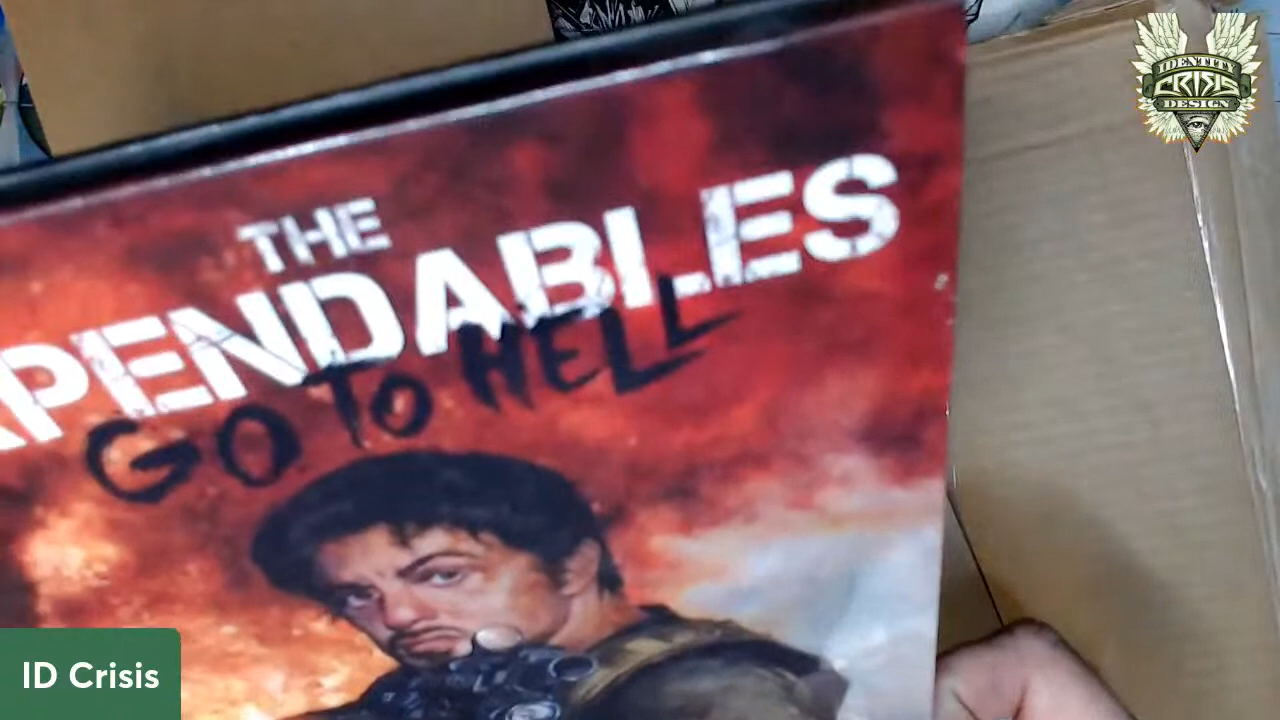 IDENTITY
CRISIS
DESIGN
THE
PENDABLES
GO TO HELL
ID Crisis